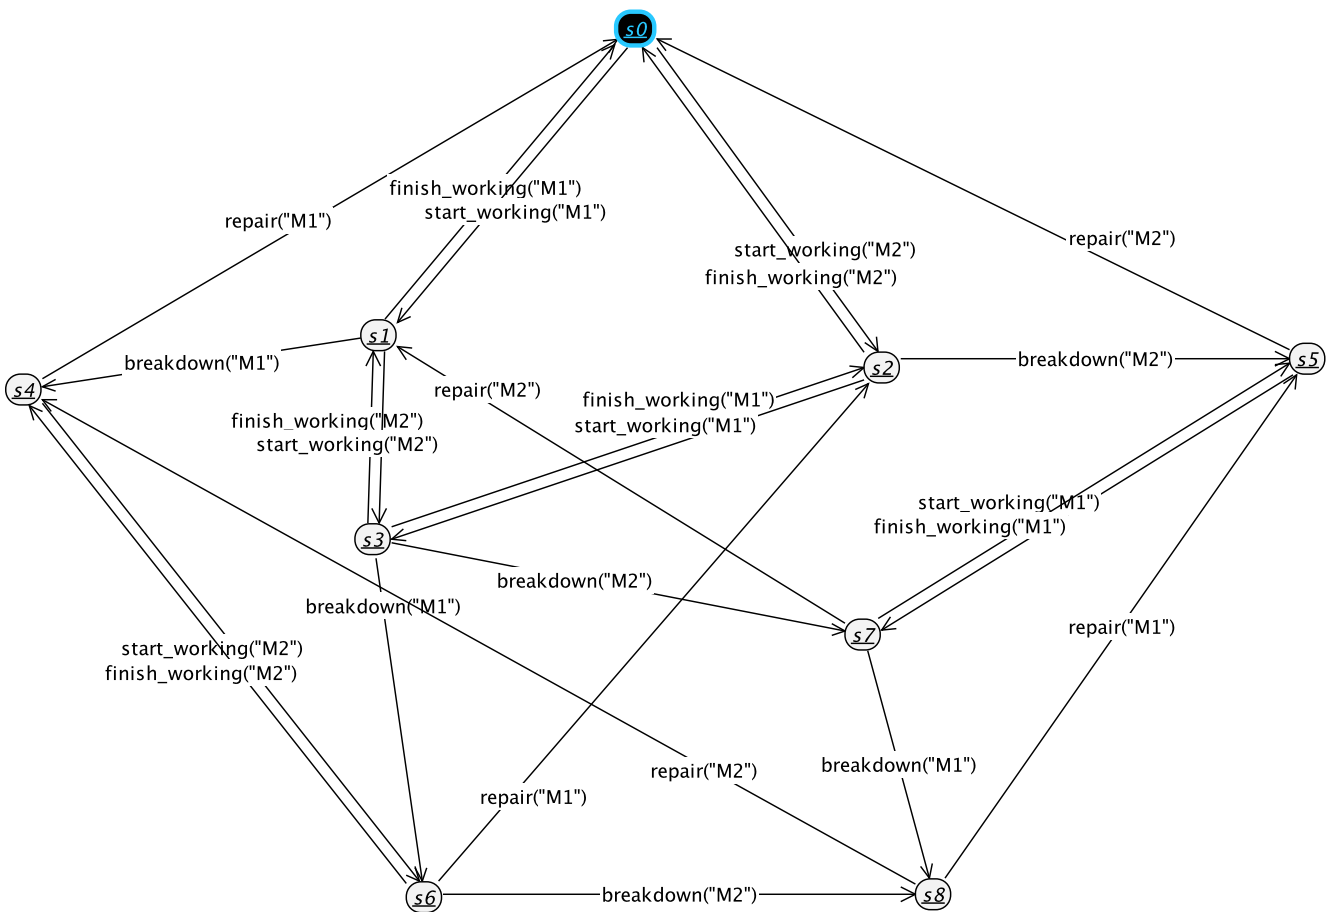 s0
finish_working("M1")
start_working("M1")
repair("M1")
repair("M2")
start_working("M2")
finish_working("M2")
s1
breakdown("M1")
s2
breakdown("M2")
s5
s4
repair("M2")
finish_working("M1")
start_working("M1")
finish_working("M2")
start_working("M2")
start_working("M1")
finish_working("M1")
s3
breakdown("M2")
breakdown("M1")
s7
repair("M1")
start_working("M2")
finish_working("M2")
breakdown("M1")
repair("M2")
repair("M1")
s6
breakdown("M2")
s8